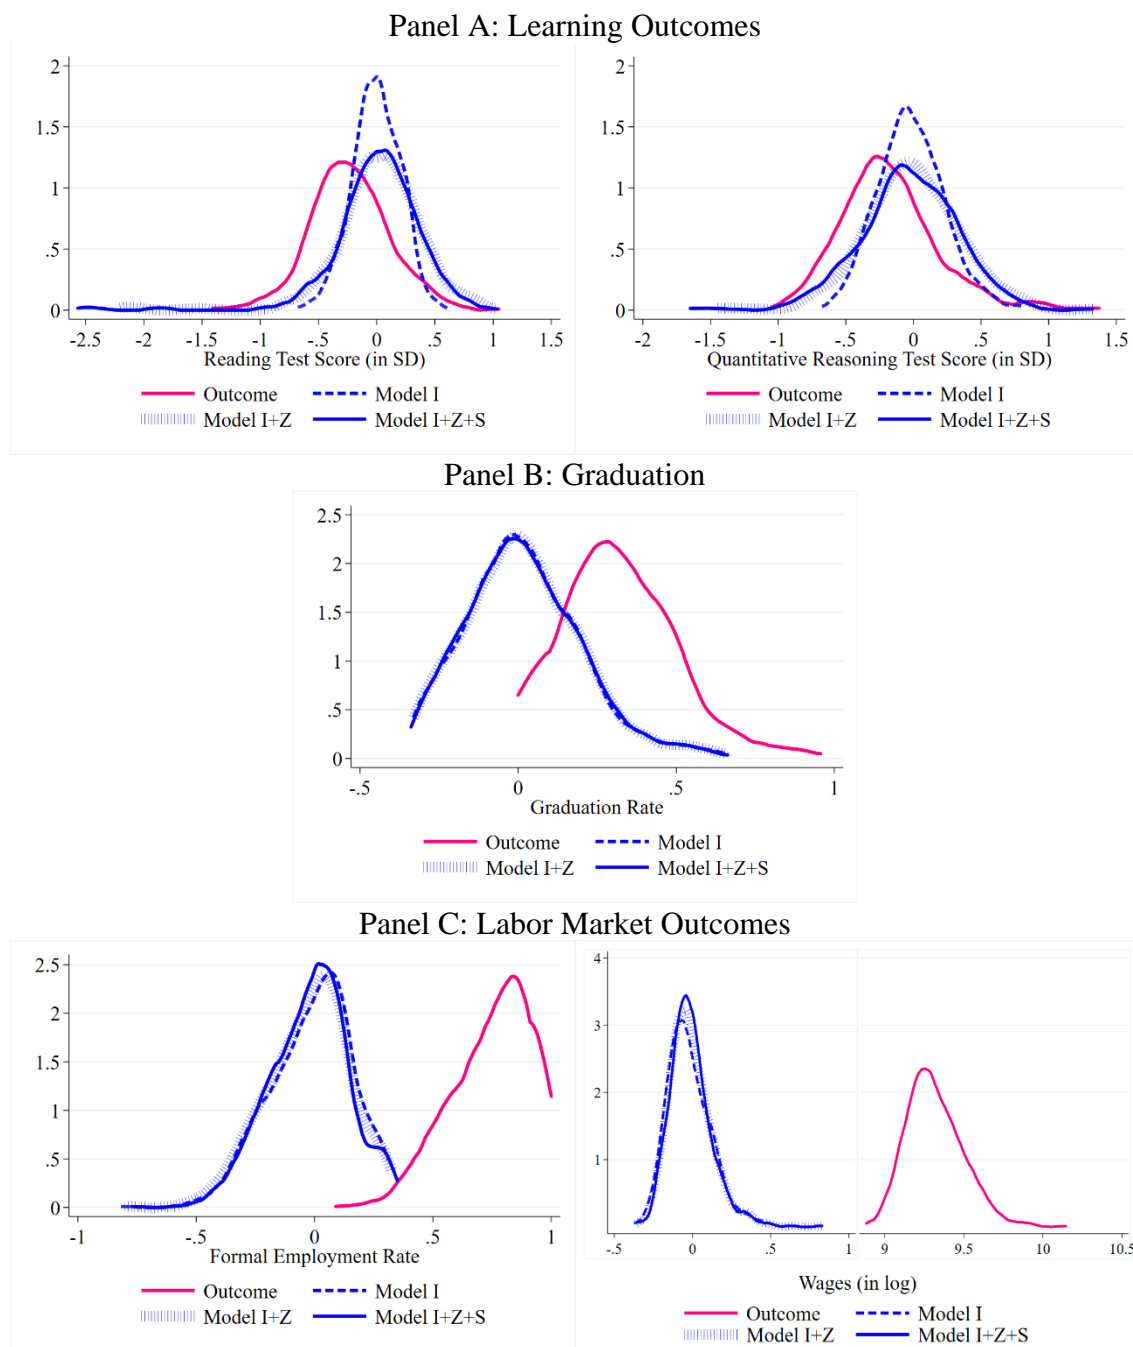 Panel A: Learning Outcomes
2
1.5
1
.5
0
-2.5 -2 -1.5 -1 -.5 0 .5 1 1.5
Reading Test Score (in SD)
Outcome Model I
Model I+Z Model I+Z+S
2
1.5
1
.5
0
-2 -1.5 -1 -.5 0 .5 1 1.5
Quantitative Reasoning Test Score (in SD)
Outcome Model I
Model I+Z Model I+Z+S
Panel B: Graduation
2.5
2
1.5
1
.5
0
-.5 0 .5 1
Graduation Rate
Outcome Model I
Model I+Z Model I+Z+S
Panel C: Labor Market Outcomes
2.5
2
1.5
1
.5
0
-1 -.5 0 .5 1
Formal Employment Rate
Outcome Model I
Model I+Z Model I+Z+S
4
3
2
1
-.5 0 .5 1 9 9.5 10 10.5
Wages (in log)
Outcome Model I
Model I+Z Model I+Z+S